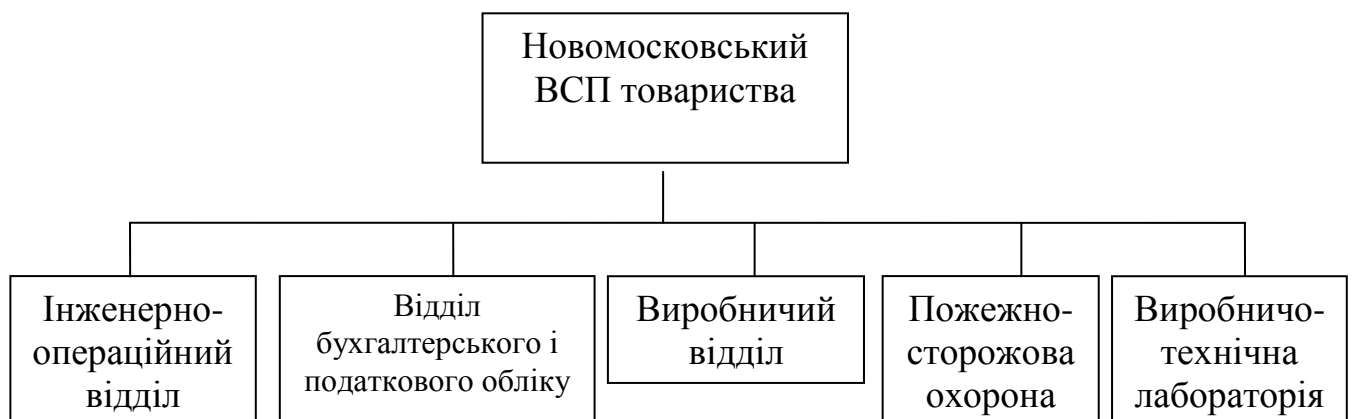 Новомосковський
ВСП товариства
Інженерно-
операційний
відділ
Відділ
бухгалтерського і
податкового обліку
Виробничий
відділ
Пожежно-
сторожова
охорона
Виробничо-
технічна
лабораторія